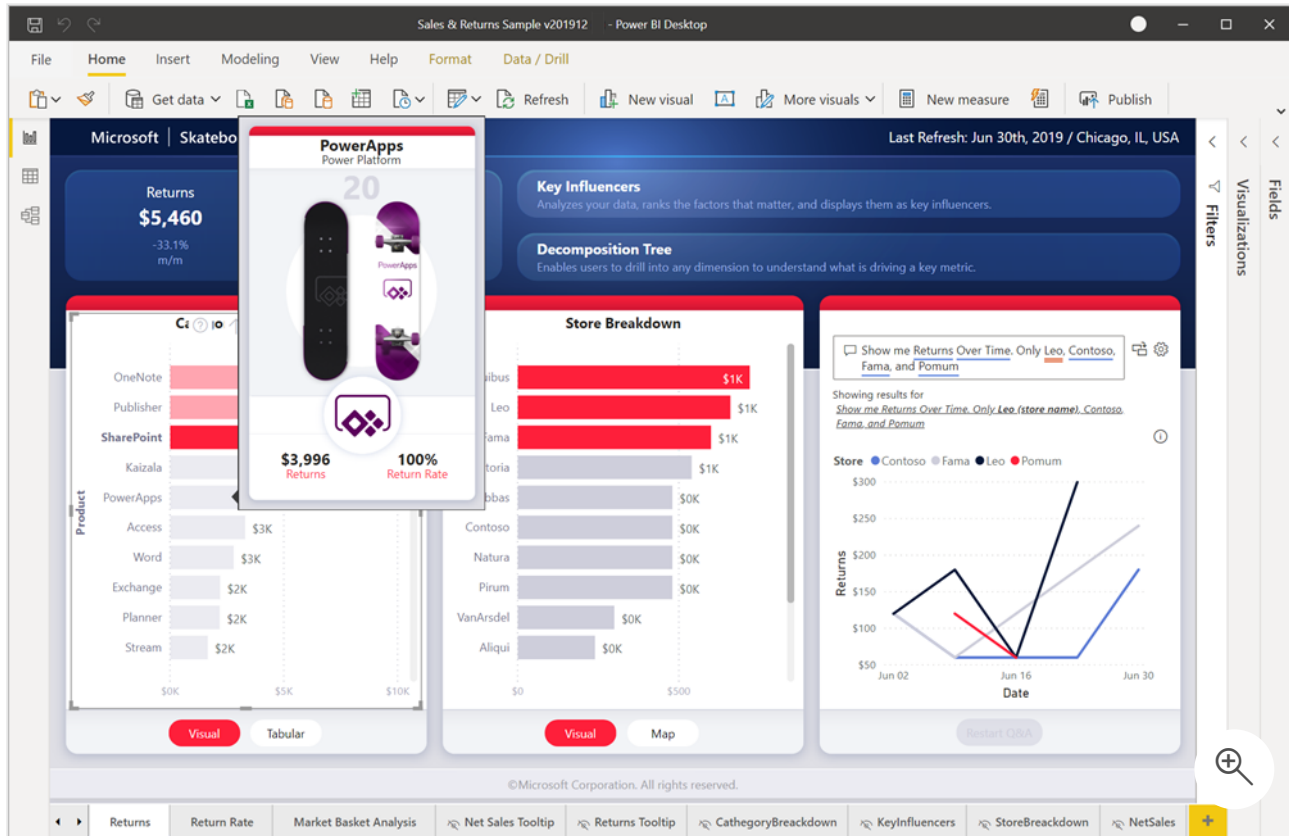 Sales & Returns Sample v201912 - Power BI Desktop
File Home Insert Modeling View Help Format Data / Drill
Get data Refresh New visual A More visuals New measure Publish
Microsoft | Skatebo
Last Refresh: Jun 30th, 2019 / Chicago, IL, USA
Returns
$5,460
-33.1%
m/m
PowerApps
Power Platform
20
PowerApps
$3,996
Returns
100%
Return Rate
Key Influencers
Analyzes your data, ranks the factors that matter, and displays them as key influencers.
Decomposition Tree
Enables users to drill into any dimension to understand what is driving a key metric.
Filters
Visualizations
Fields
Product
OneNote
Publisher
SharePoint
Kaizala
PowerApps
Access $3K
Word $3K
Exchange $2K
Planner $2K
Stream $2K
$0K $5K $10K
Visual Tabular
Store Breakdown
uibus $1K
Leo $1K
Fama $1K
toria $1K
bbas $0K
Contoso $0K
Natura $0K
Pirum $0K
VanArsdel $0K
Aliqui $0K
$0 $500
Visual Map
Show me Returns Over Time. Only Leo, Contoso,
Fama, and Pomum
Showing results for
Show me Returns Over Time. Only Leo (store name), Contoso,
Fama, and Pomum
Store Contoso Fama Leo Pomum
Returns
$300
$250
$200
$150
$100
$50
Jun 02 Jun 16 Jun 30
Date
Restart Q&A
©Microsoft Corporation. All rights reserved.
Returns Return Rate Market Basket Analysis Net Sales Tooltip Returns Tooltip CathegoryBreackdown KeyInfluencers StoreBreakdown NetSales +